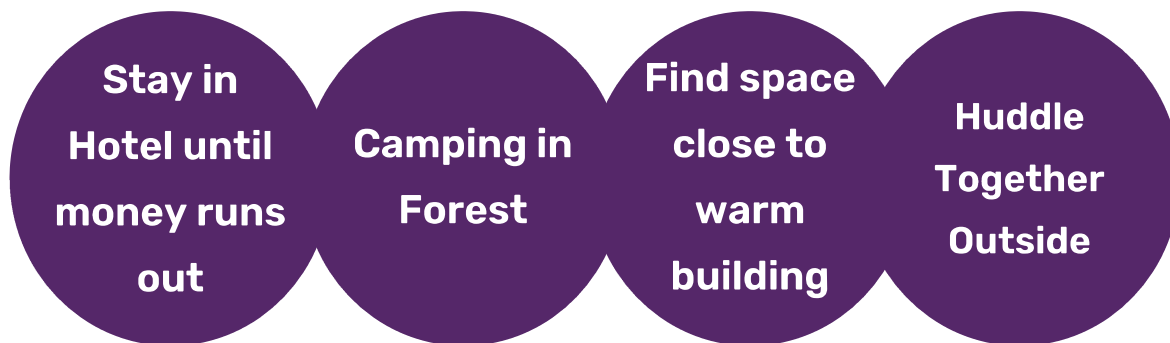 Stay in
Hotel until
money runs
out
Camping in
Forest
Find space
close to
warm
building
Huddle
Together
Outside